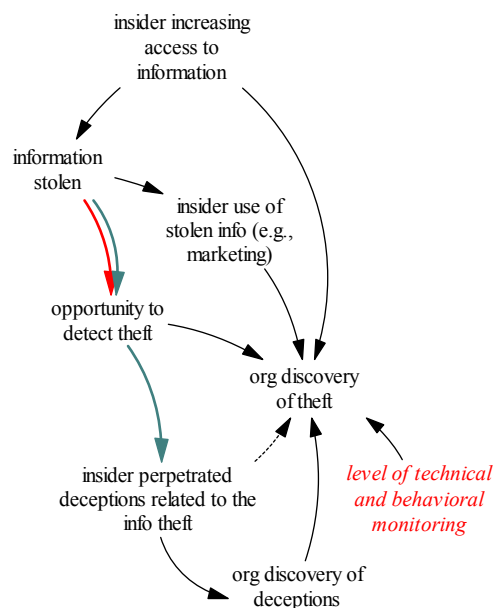 insider increasing
access to
information
information
stolen
insider use of
stolen info (e.g.,
marketing)
opportunity to
detect theft
org discovery
of theft
insider perpetrated
deceptions related to the
info theft
level of technical
and behavioral
monitoring
org discovery of
deceptions